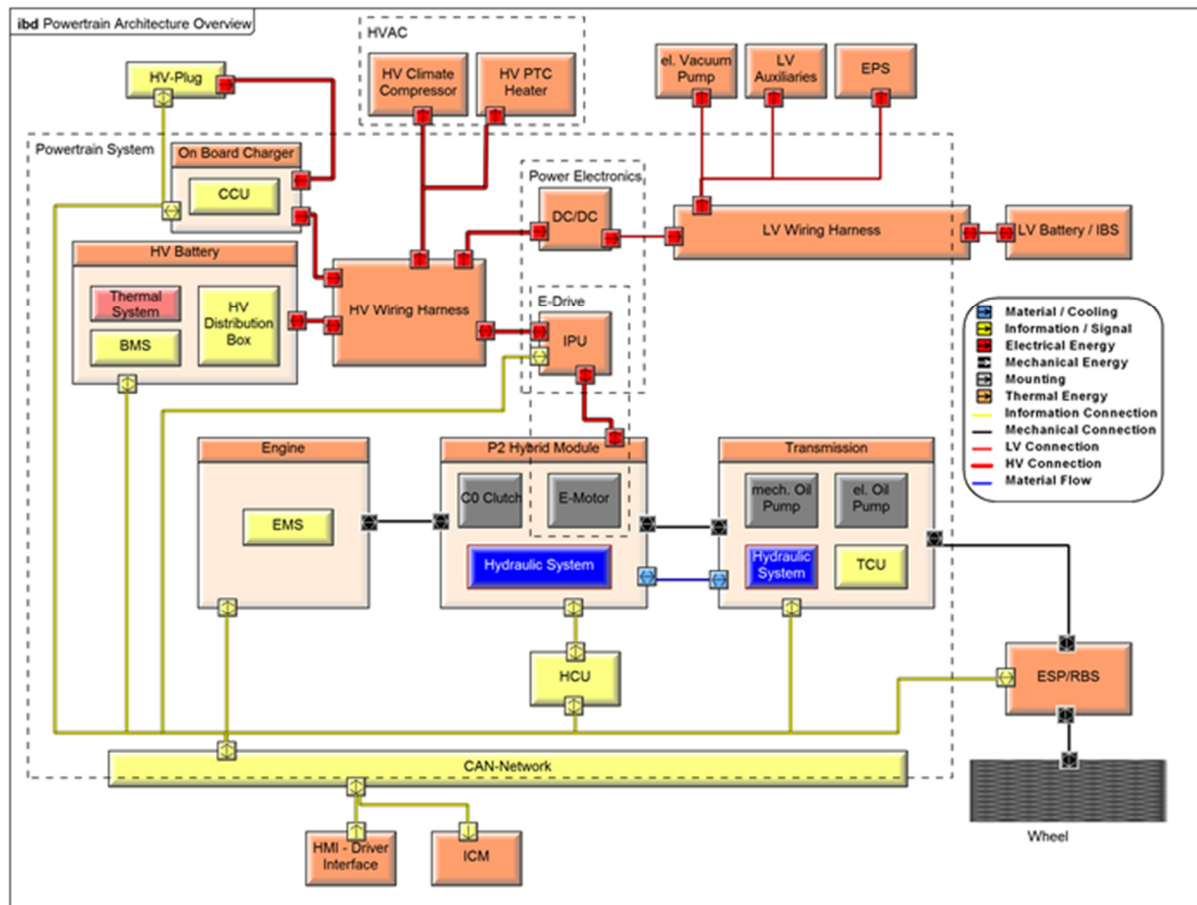 ibd Powertrain Architecture Overview
HVAC
HV-Plug
HV Climate
Compressor
HV PTC
Heater
el. Vacuum
Pump
LV
Auxiliaries
EPS
Powertrain System
On Board Charger
CCU
Power Electronics
DC/DC
LV Wiring Harness
LV Battery / IBS
HV Battery
Thermal
System
BMS
HV
Distribution
Box
HV Wiring Harness
E-Drive
IPU
Material / Cooling
Information / Signal
Electrical Energy
Mechanical Energy
Mounting
Thermal Energy
Information Connection
Mechanical Connection
LV Connection
HV Connection
Material Flow
Engine
EMS
P2 Hybrid Module
C0 Clutch
E-Motor
Hydraulic System
Transmission
mech. Oil
Pump
el. Oil
Pump
Hydraulic
System
TCU
HCU
ESP/RBS
CAN-Network
Wheel
HMI - Driver
Interface
ICM